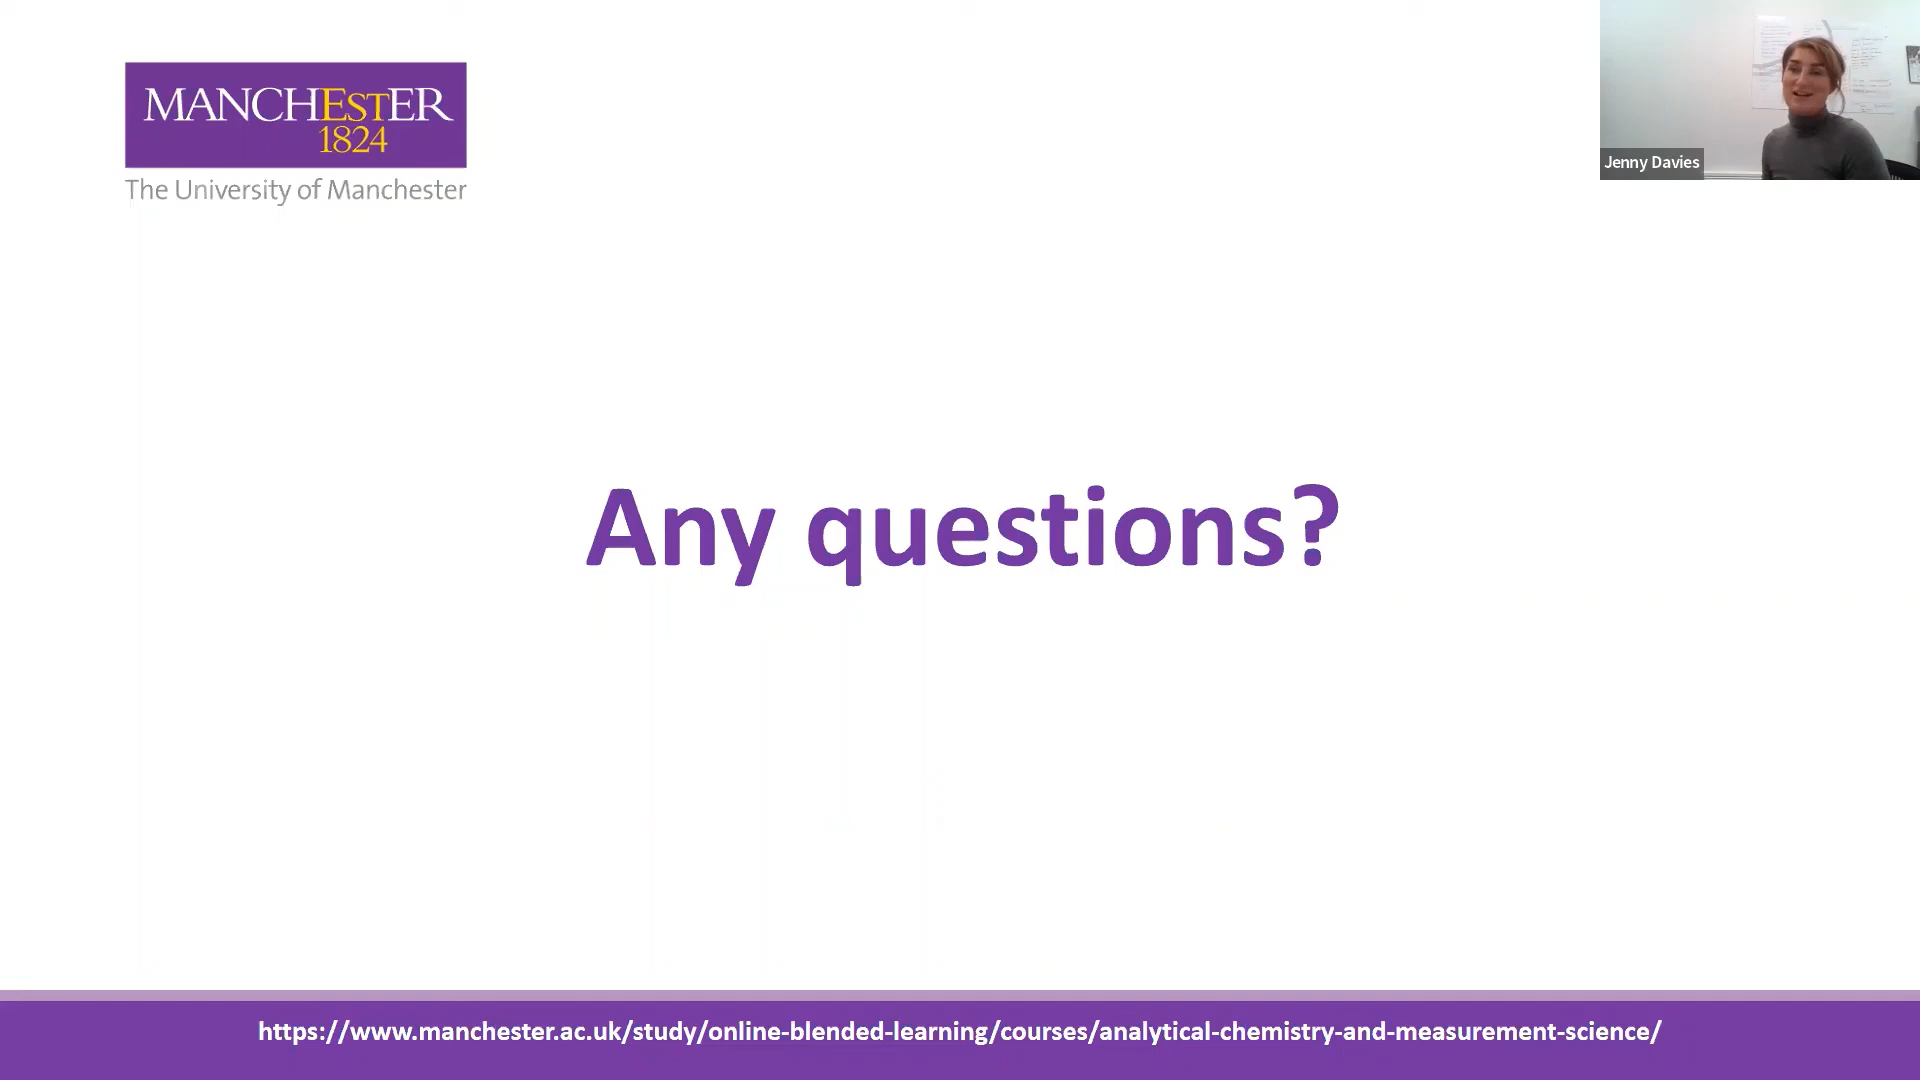 MANCHESTER
1824
The University of Manchester
Jenny Davies
Any questions?
https://www.manchester.ac.uk/study/online-blended-learning/courses/analytical-chemistry-and-measurement-science/